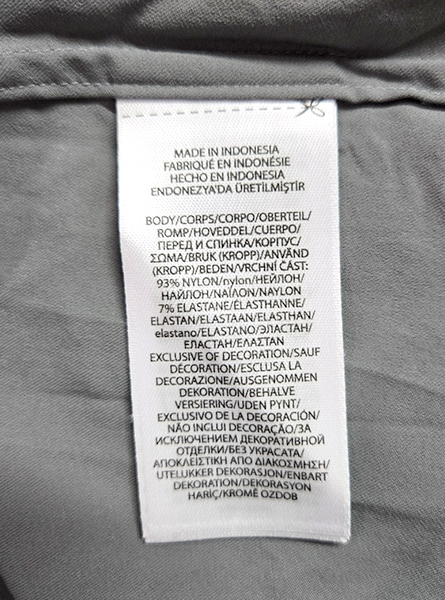 MADE IN INDONESIA
FABRIQUÉ EN INDONÉSIE
HECHO EN INDONESIA
ENDONEZYA'DA ÜRETİLMİŞTİR
BODY/CORPS/CORPO/OBERTEIL/
ROMP/HOVEDDEL/CUERPO/
ПЕРЕД И СПИНКА/КОРПУС/
ΣΩΜΑ/BRUK (KROPP)/ANVÄND
(KROPP)/BEDEN/VRCHNÍ ČÁST:
93% NYLON/nylon/НЕЙЛОН/
НАЙЛОН/ΝΑΪΛΟΝ/NAYLON
7% ELASTANE/ÉLASTHANNE/
ELASTAN/ELASTAAN/ELASTHAN/
elastano/ELASTANO/ЭЛАСТАН/
ЕЛАСТАН/ΕΛΑΣΤΑΝ
EXCLUSIVE OF DECORATION/SAUF
DÉCORATION/ESCLUSA LA
DECORAZIONE/AUSGENOMMEN
DEKORATION/BEHALVE
VERSIERING/UDEN PYNT/
EXCLUSIVO DE LA DECORACIÓN/
NÃO INCLUI DECORAÇÃO/ЗА
ИСКЛЮЧЕНИЕМ ДЕКОРАТИВНОЙ
ОТДЕЛКИ/БЕЗ УКРАСАТА/
ΑΠΟΚΛΕΙΣΤΙΚΗ ΑΠΟ ΔΙΑΚΟΣΜΗΣΗ/
UTELUKKER DEKORASJON/ENBART
DEKORATION/DEKORASYON
HARİÇ/KROMĚ OZDOB